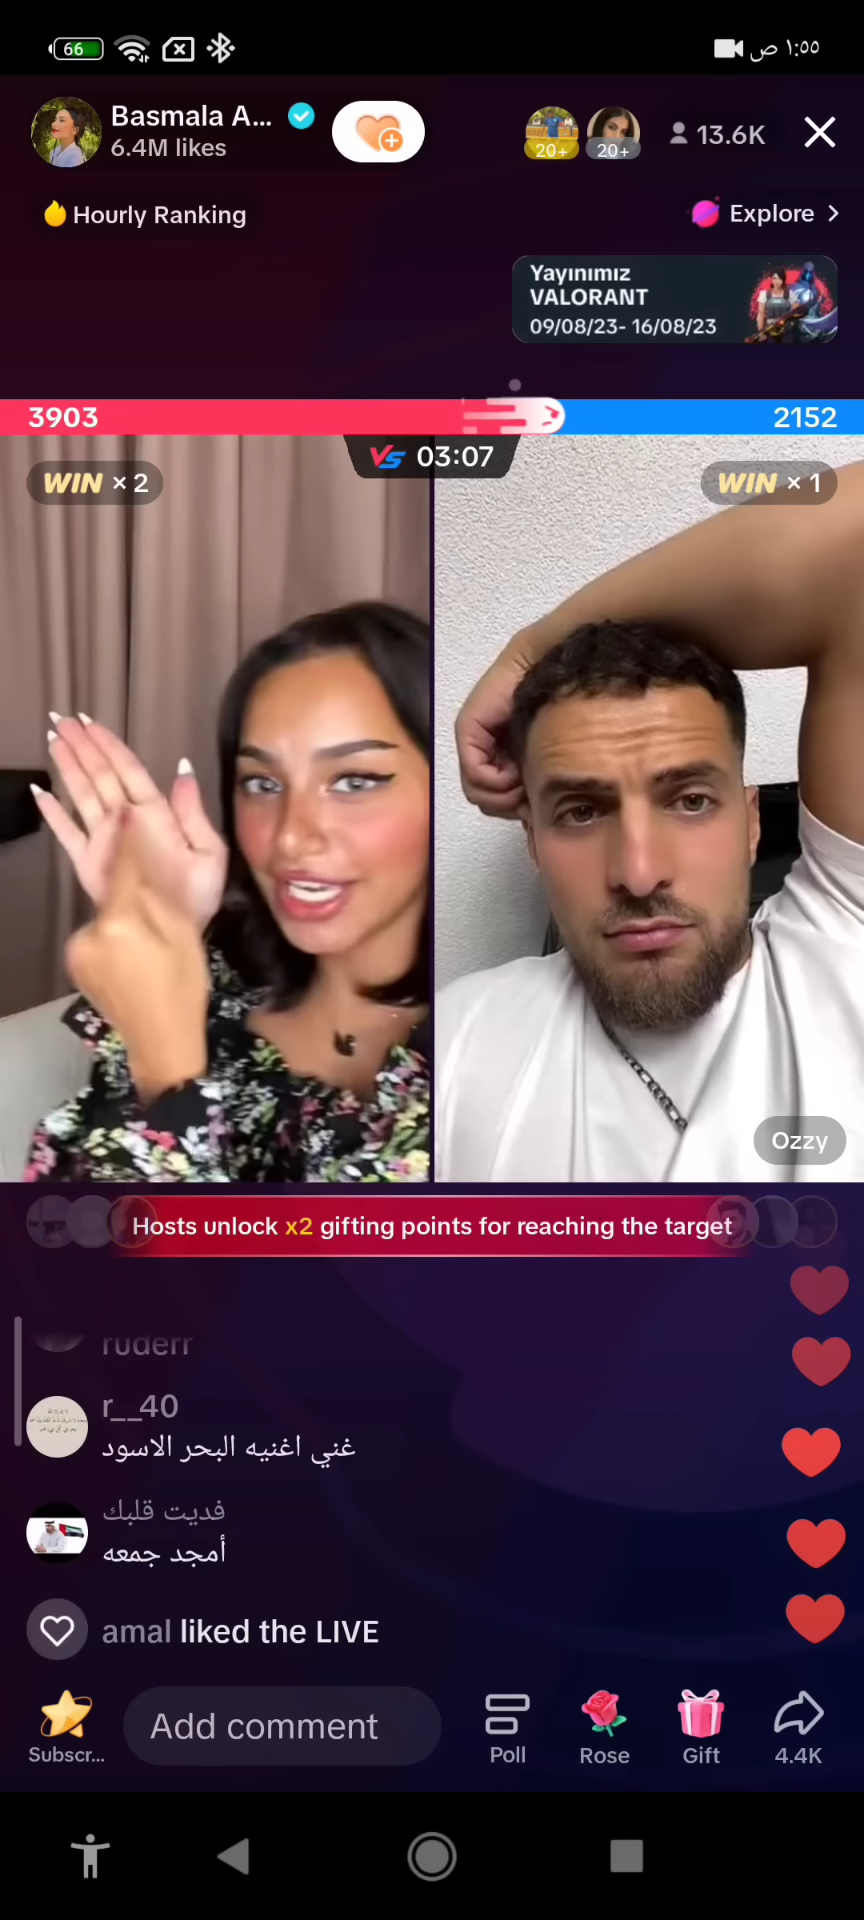 66
١:٥٥ ص
Basmala A...
6.4M likes
20+
20+
13.6K
Hourly Ranking
Explore
Yayınımız
VALORANT
09/08/23- 16/08/23
3903
2152
VS 03:07
WIN × 2
WIN × 1
Ozzy
Hosts unlock x2 gifting points for reaching the target
ruderr
r__40
غني اغنيه البحر الاسود
فديت قلبك
أمجد جمعه
amal liked the LIVE
Subscr...
Add comment
Poll
Rose
Gift
4.4K